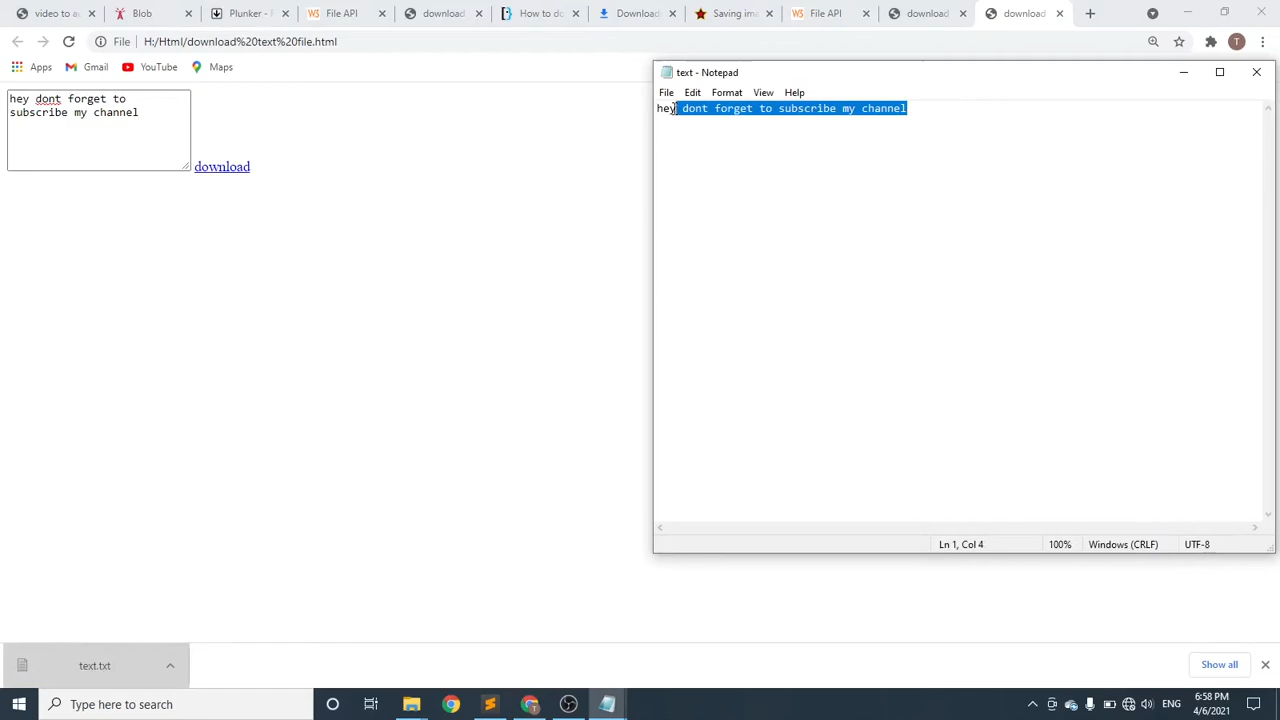 video to au
Blob
Plunker -
File API
download
How to do
Download
Saving ima
File API
download
download
File
H:/Html/download%20text%20file.html
T
Apps
Gmail
YouTube
Maps
hey dont forget to
subscribe my channel
download
text - Notepad
File Edit Format View Help
hey dont forget to subscribe my channel
Ln 1, Col 4
100%
Windows (CRLF)
UTF-8
text.txt
Show all
Type here to search
ENG
6:58 PM
4/6/2021